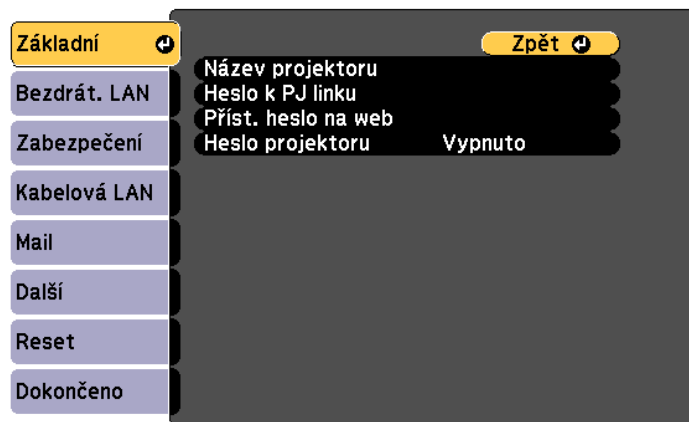 Základní
Zpět
Název projektoru
Bezdrát. LAN
Heslo k PJ linku
Příst. heslo na web
Zabezpečení
Heslo projektoru Vypnuto
Kabelová LAN
Mail
Další
Reset
Dokončeno